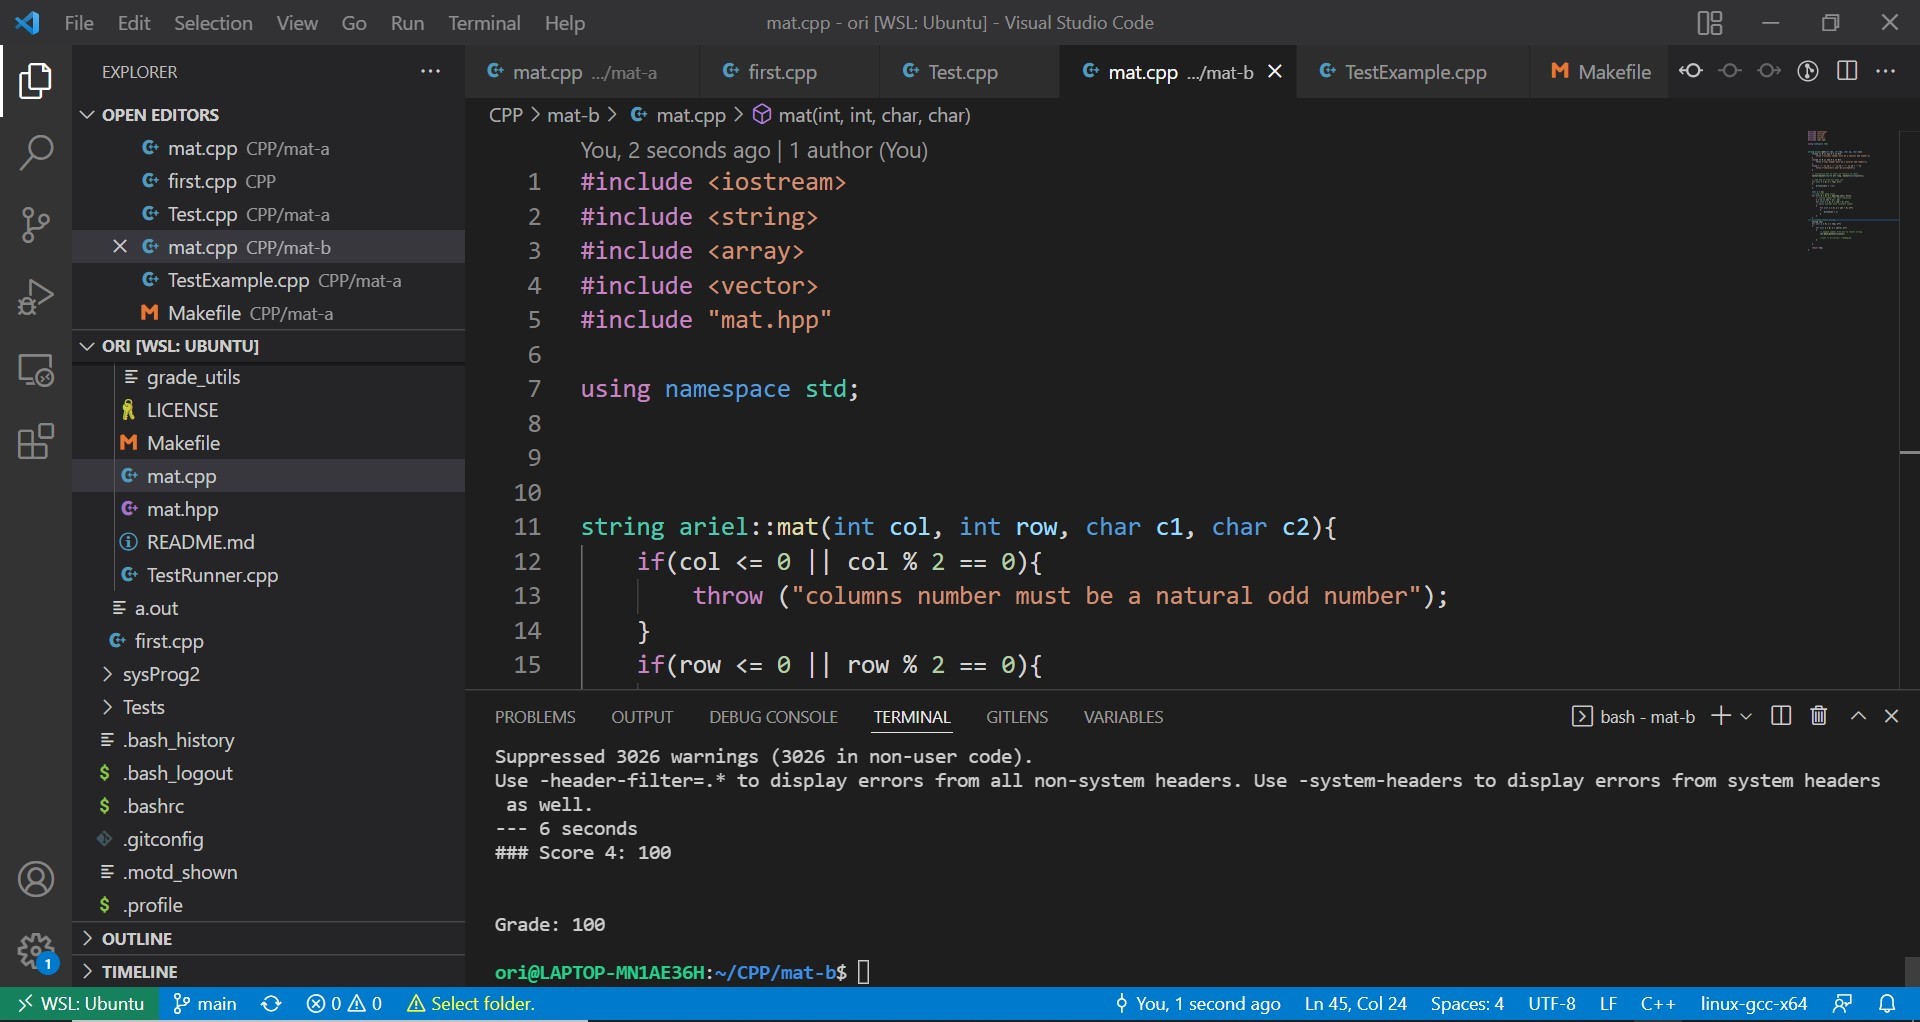 File Edit Selection View Go Run Terminal Help
mat.cpp - ori [WSL: Ubuntu] - Visual Studio Code
EXPLORER
OPEN EDITORS
mat.cpp CPP/mat-a
first.cpp CPP
Test.cpp CPP/mat-a
mat.cpp CPP/mat-b
TestExample.cpp CPP/mat-a
M Makefile CPP/mat-a
ORI [WSL: UBUNTU]
grade_utils
LICENSE
M Makefile
mat.cpp
mat.hpp
README.md
TestRunner.cpp
a.out
first.cpp
sysProg2
Tests
.bash_history
$ .bash_logout
$ .bashrc
.gitconfig
.motd_shown
$ .profile
OUTLINE
TIMELINE
1
mat.cpp .../mat-a first.cpp Test.cpp mat.cpp .../mat-b TestExample.cpp M Makefile
CPP > mat-b > mat.cpp > mat(int, int, char, char)
You, 2 seconds ago | 1 author (You)
1 #include <iostream>
2 #include <string>
3 #include <array>
4 #include <vector>
5 #include "mat.hpp"
6
7 using namespace std;
8
9
10
11 string ariel::mat(int col, int row, char c1, char c2){
12 if(col <= 0 || col % 2 == 0){
13 throw ("columns number must be a natural odd number");
14 }
15 if(row <= 0 || row % 2 == 0){
PROBLEMS OUTPUT DEBUG CONSOLE TERMINAL GITLENS VARIABLES
bash - mat-b
Suppressed 3026 warnings (3026 in non-user code).
Use -header-filter=.* to display errors from all non-system headers. Use -system-headers to display errors from system headers
as well.
--- 6 seconds
### Score 4: 100
Grade: 100
ori@LAPTOP-MN1AE36H:~/CPP/mat-b$
WSL: Ubuntu main 0 0 Select folder. You, 1 second ago Ln 45, Col 24 Spaces: 4 UTF-8 LF C++ linux-gcc-x64